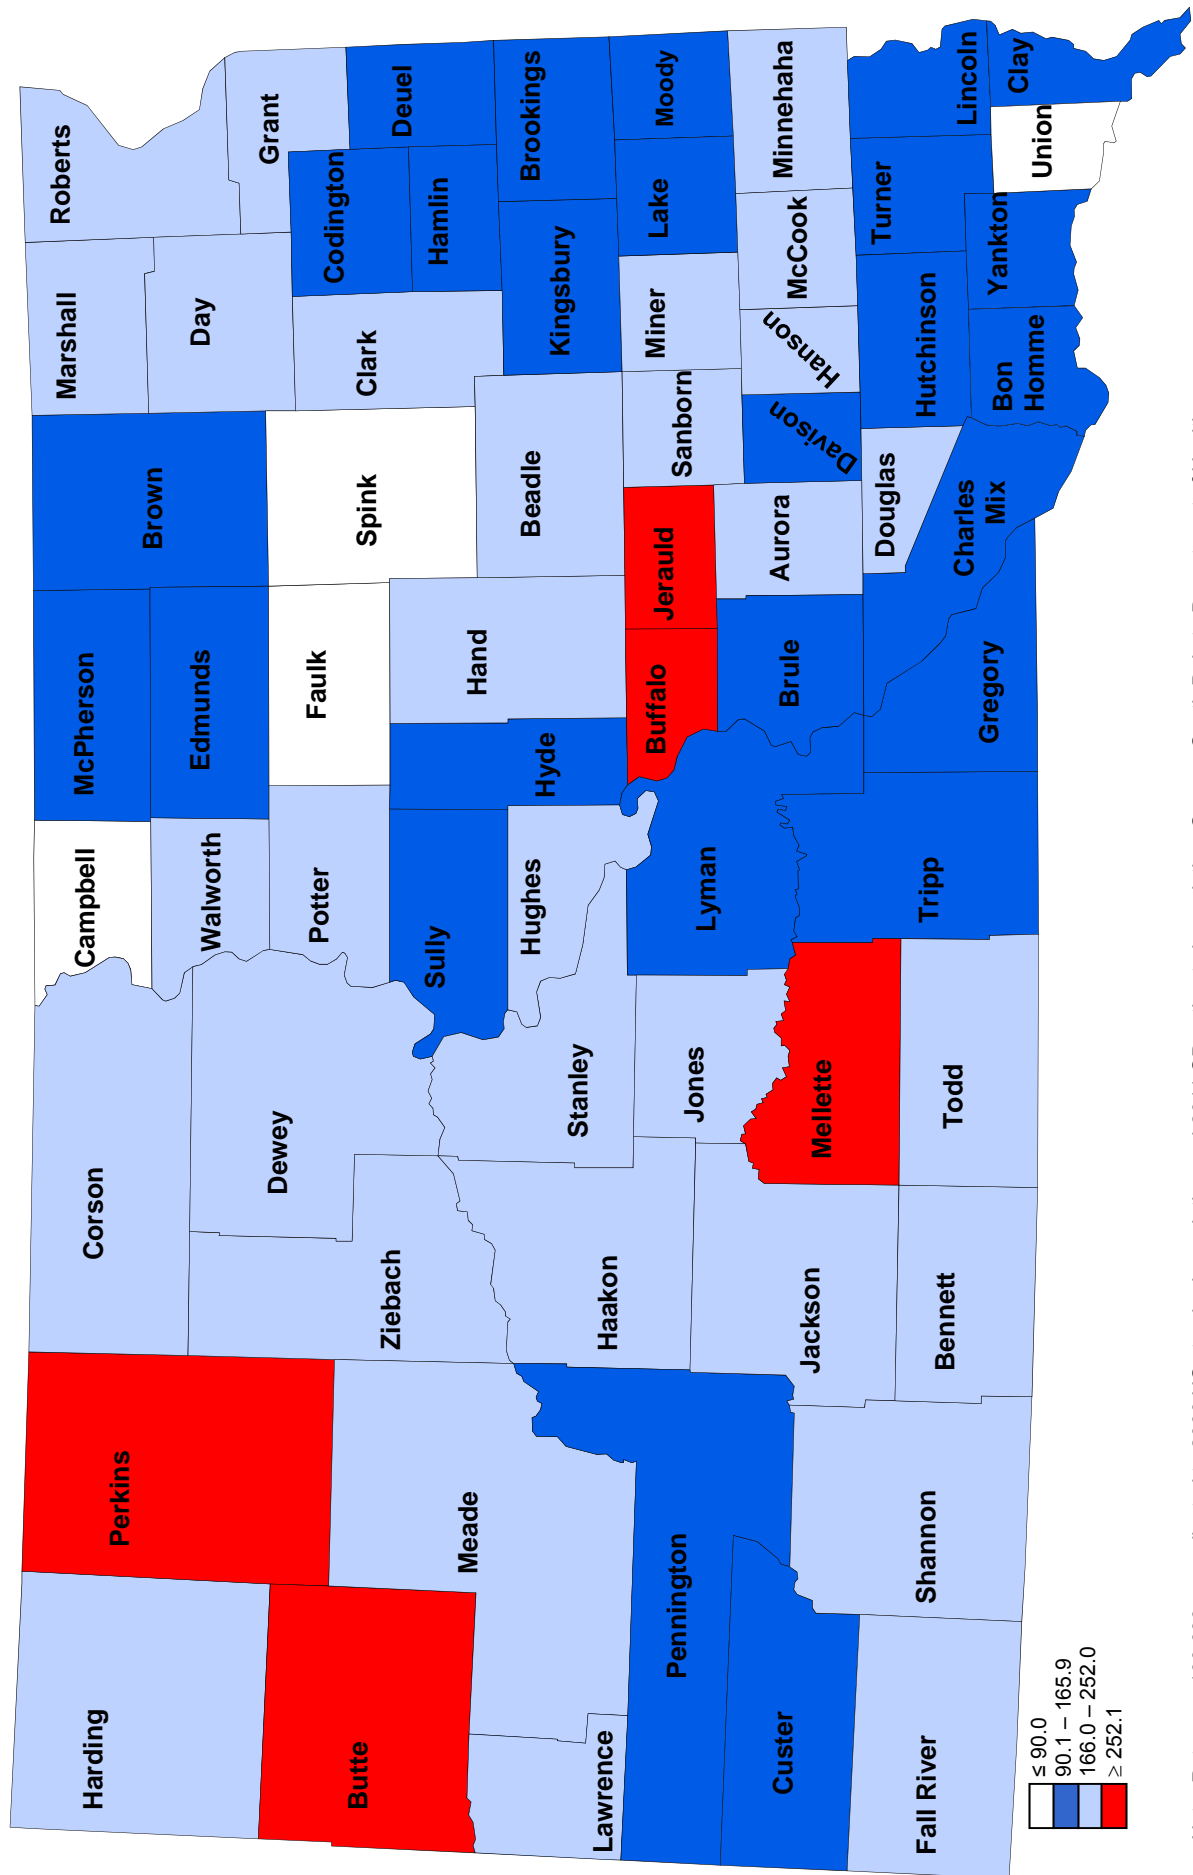 Harding
Perkins
Corson
Campbell
McPherson
Brown
Marshall
Roberts
Butte
Ziebach
Dewey
Walworth
Edmunds
Day
Grant
Potter
Faulk
Spink
Clark
Codington
Hamlin
Deuel
Lawrence
Meade
Haakon
Stanley
Sully
Hughes
Hyde
Hand
Beadle
Kingsbury
Brookings
Pennington
Jackson
Jones
Lyman
Buffalo
Jerauld
Sanborn
Miner
Lake
Moody
Custer
Mellette
Brule
Aurora
Davison
Hanson
McCook
Minnehaha
Fall River
Shannon
Bennett
Todd
Tripp
Gregory
Charles
Mix
Douglas
Hutchinson
Turner
Lincoln
Bon
Homme
Yankton
Union
Clay
≤ 90.0
90.1 – 165.9
166.0 – 252.0
≥ 252.1